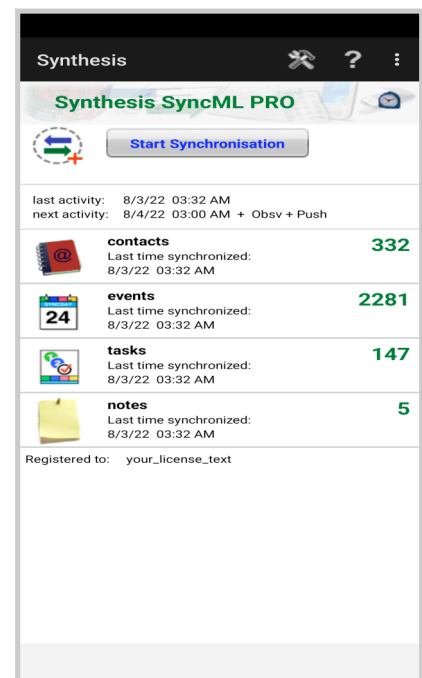 Synthesis
?
Synthesis SyncML PRO
Start Synchronisation
last activity: 8/3/22 03:32 AM
next activity: 8/4/22 03:00 AM + Obsv + Push
@
contacts
332
Last time synchronized:
8/3/22 03:32 AM
SYNCDAY
24
events
2281
Last time synchronized:
8/3/22 03:32 AM
1
2
tasks
147
Last time synchronized:
8/3/22 03:32 AM
notes
5
Last time synchronized:
8/3/22 03:32 AM
Registered to: your_license_text